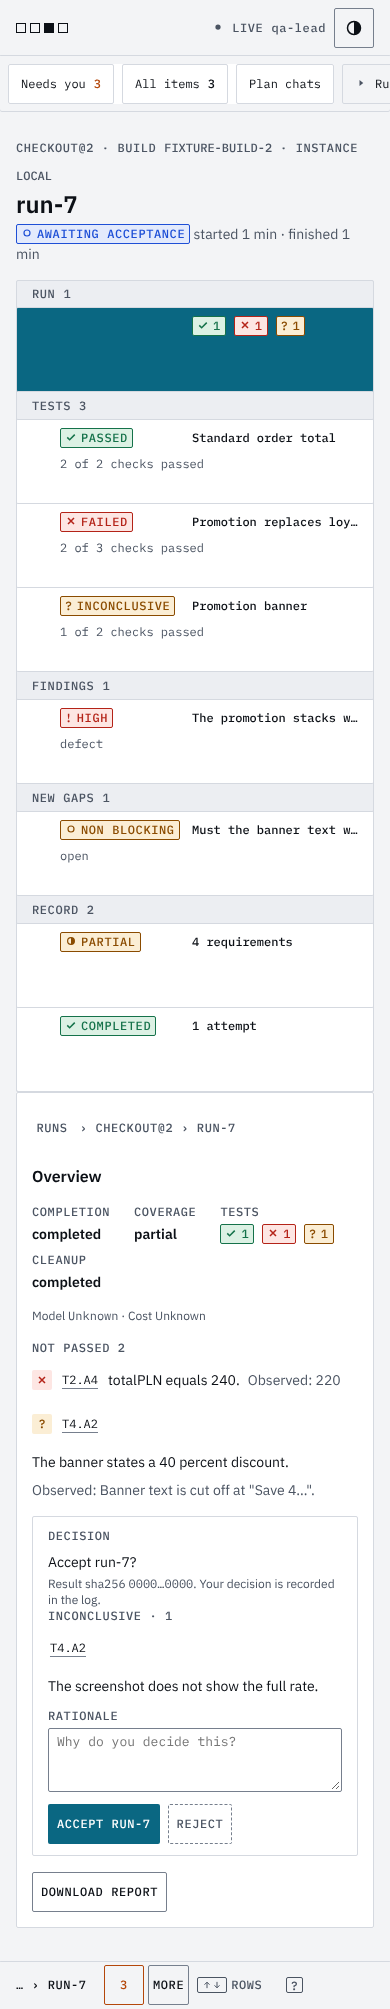 LIVE qa-lead
Needs you 3 All items 3 Plan chats Ru
CHECKOUT@2 · BUILD FIXTURE-BUILD-2 · INSTANCE
LOCAL
run-7
AWAITING ACCEPTANCE started 1 min · finished 1
min
RUN 1
✓ 1 ✕ 1 ? 1
TESTS 3
✓ PASSED Standard order total
2 of 2 checks passed
✕ FAILED Promotion replaces loy…
2 of 3 checks passed
? INCONCLUSIVE Promotion banner
1 of 2 checks passed
FINDINGS 1
! HIGH The promotion stacks w…
defect
NEW GAPS 1
NON BLOCKING Must the banner text w…
open
RECORD 2
PARTIAL 4 requirements
✓ COMPLETED 1 attempt
RUNS › CHECKOUT@2 › RUN-7
Overview
COMPLETION COVERAGE TESTS
completed partial ✓ 1 ✕ 1 ? 1
CLEANUP
completed
Model Unknown · Cost Unknown
NOT PASSED 2
✕ T2.A4 totalPLN equals 240. Observed: 220
? T4.A2
The banner states a 40 percent discount.
Observed: Banner text is cut off at "Save 4…".
DECISION
Accept run-7?
Result sha256 0000…0000. Your decision is recorded
in the log.
INCONCLUSIVE · 1
T4.A2
The screenshot does not show the full rate.
RATIONALE
Why do you decide this?
ACCEPT RUN-7 REJECT
DOWNLOAD REPORT
… › RUN-7 3 MORE ↑↓ ROWS ?